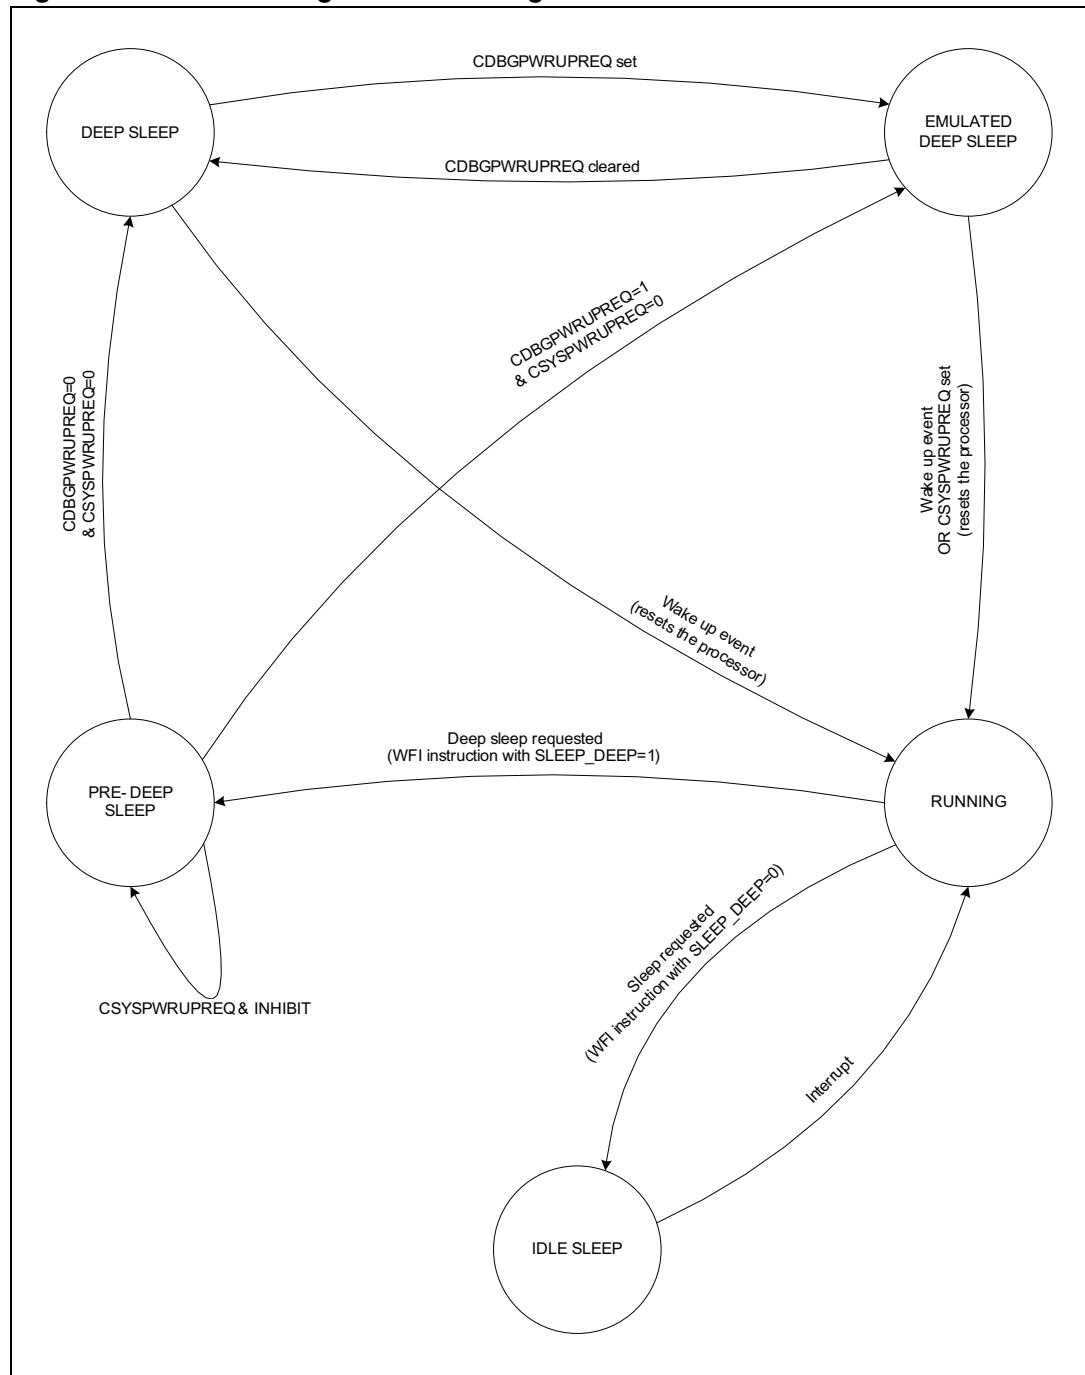 CDBGPWRUPREQ set
DEEP SLEEP
EMULATED
DEEP SLEEP
CDBGPWRUPREQ cleared
CDBGPWRUPREQ=1
& CSYSPWRUPREQ=0
CDBGPWRUPREQ=0
& CSYSPWRUPREQ=0
Wake up event
OR CSYSPWRUPREQ set
(resets the processor)
Wake up event
(resets the processor)
Deep sleep requested
(WFI instruction with SLEEP_DEEP=1)
PRE- DEEP
SLEEP
RUNNING
Sleep requested
(WFI instruction with SLEEP_DEEP=0)
CSYSPWRUPREQ & INHIBIT
Interrupt
IDLE SLEEP